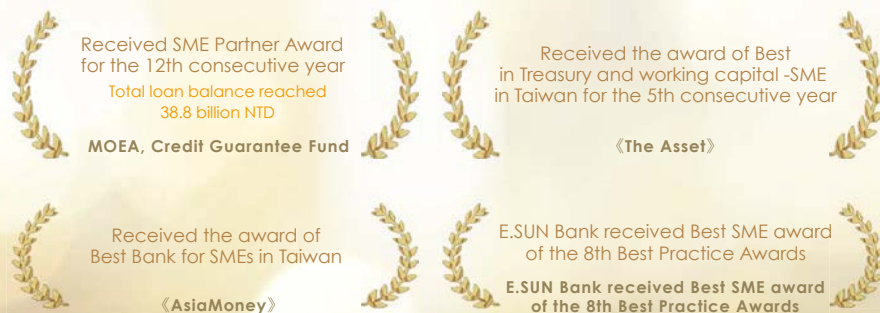 Received SME Partner Award
for the 12th consecutive year
Total loan balance reached
38.8 billion NTD
MOEA, Credit Guarantee Fund
Received the award of Best
in Treasury and working capital -SME
in Taiwan for the 5th consecutive year
《The Asset》
Received the award of
Best Bank for SMEs in Taiwan
《AsiaMoney》
E.SUN Bank received Best SME award
of the 8th Best Practice Awards
E.SUN Bank received Best SME award
of the 8th Best Practice Awards